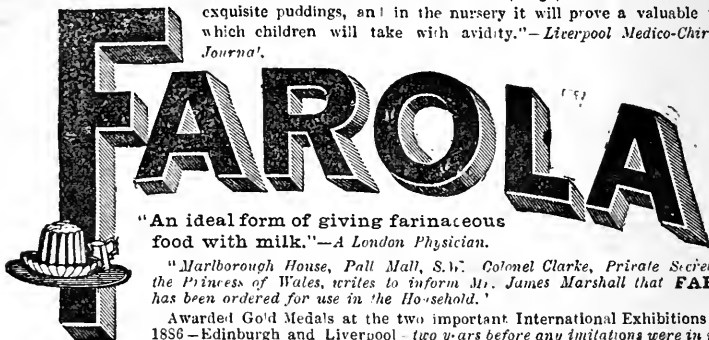 exquisite puddings, and in the nursery it will prove a valuable
which children will take with avidity."—Liverpool Medico-Chir
Journal.
FAROLA
"An ideal form of giving farinaceous
food with milk."—A London Physician.
"Marlborough House, Pall Mall, S.W. Colonel Clarke, Private Secre
the Princess of Wales, writes to inform Mr. James Marshall that FA
has been ordered for use in the Household.'
Awarded Gold Medals at the two important International Exhibitions
1886—Edinburgh and Liverpool—two years before any imitations were in